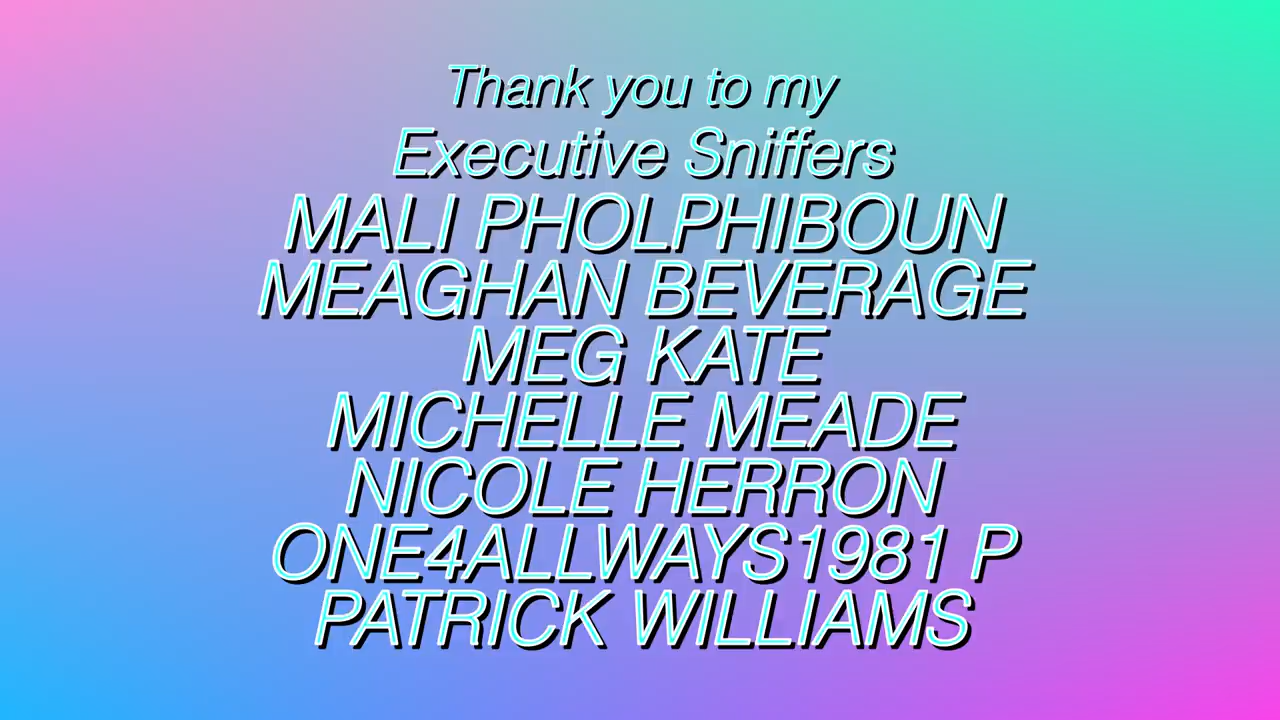 Thank you to my
Executive Sniffers
MALI PHOLPHIBOUN
MEAGHAN BEVERAGE
MEG KATE
MICHELLE MEADE
NICOLE HERRON
ONE4ALLWAYS1981 P
PATRICK WILLIAMS